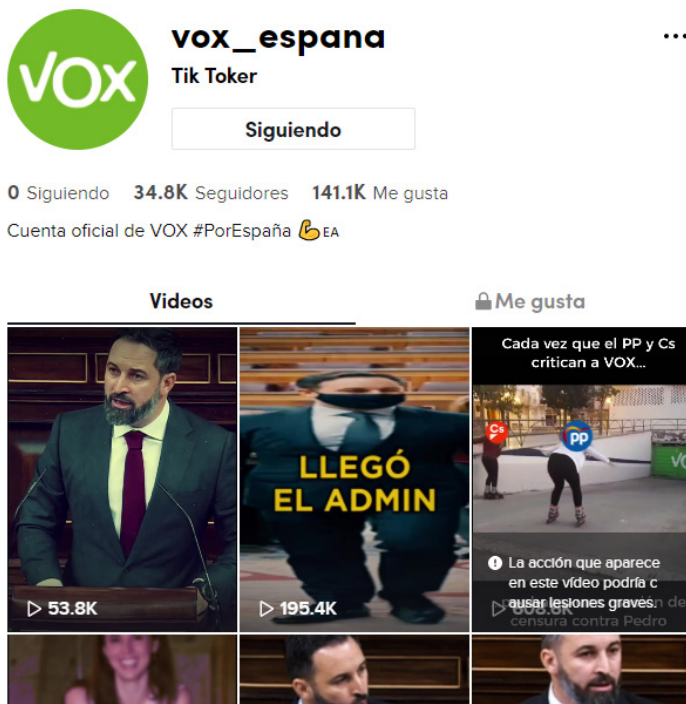 VOX
vox_espana
Tik Toker
Siguiendo
0 Siguiendo 34.8K Seguidores 141.1K Me gusta
Cuenta oficial de VOX #PorEspaña 💪EA
Videos
Me gusta
53.8K
LLEGÓ
EL ADMIN
195.4K
Cada vez que el PP y Cs
critican a VOX...
Cs
PP
La acción que aparece
en este vídeo podría c
ausar lesiones graves.
censura contra Pedro